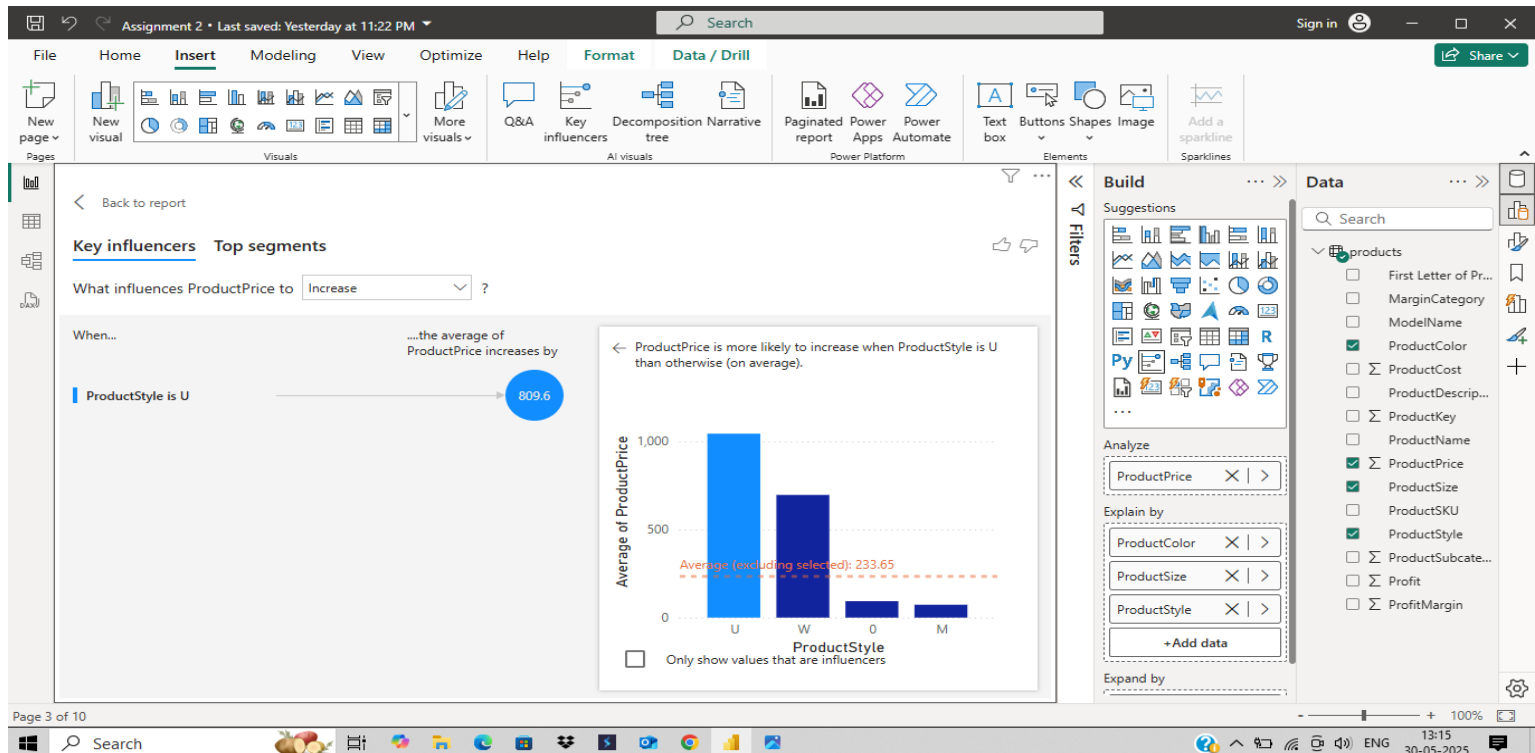 Assignment 2 • Last saved: Yesterday at 11:22 PM
Search
Sign in
File Home Insert Modeling View Optimize Help Format Data / Drill
Share
New page
New visual
More visuals
Q&A
Key influencers
Decomposition tree
Narrative
Paginated report
Power Apps
Power Automate
Text box
Buttons
Shapes
Image
Add a sparkline
Pages
Visuals
AI visuals
Power Platform
Elements
Sparklines
Back to report
Key influencers Top segments
What influences ProductPrice to Increase ?
When...
....the average of
ProductPrice increases by
ProductStyle is U
809.6
ProductPrice is more likely to increase when ProductStyle is U
than otherwise (on average).
Average of ProductPrice
1,000
500
0
Average (excluding selected): 233.65
U W 0 M
ProductStyle
Only show values that are influencers
Filters
Build
Suggestions
123
R
Py
123
...
Analyze
ProductPrice
Explain by
ProductColor
ProductSize
ProductStyle
+Add data
Expand by
Data
Search
products
First Letter of Pr...
MarginCategory
ModelName
ProductColor
ProductCost
ProductDescrip...
ProductKey
ProductName
ProductPrice
ProductSize
ProductSKU
ProductStyle
ProductSubcate...
Profit
ProfitMargin
Page 3 of 10
- + 100%
Search
ENG
13:15
30-05-2025